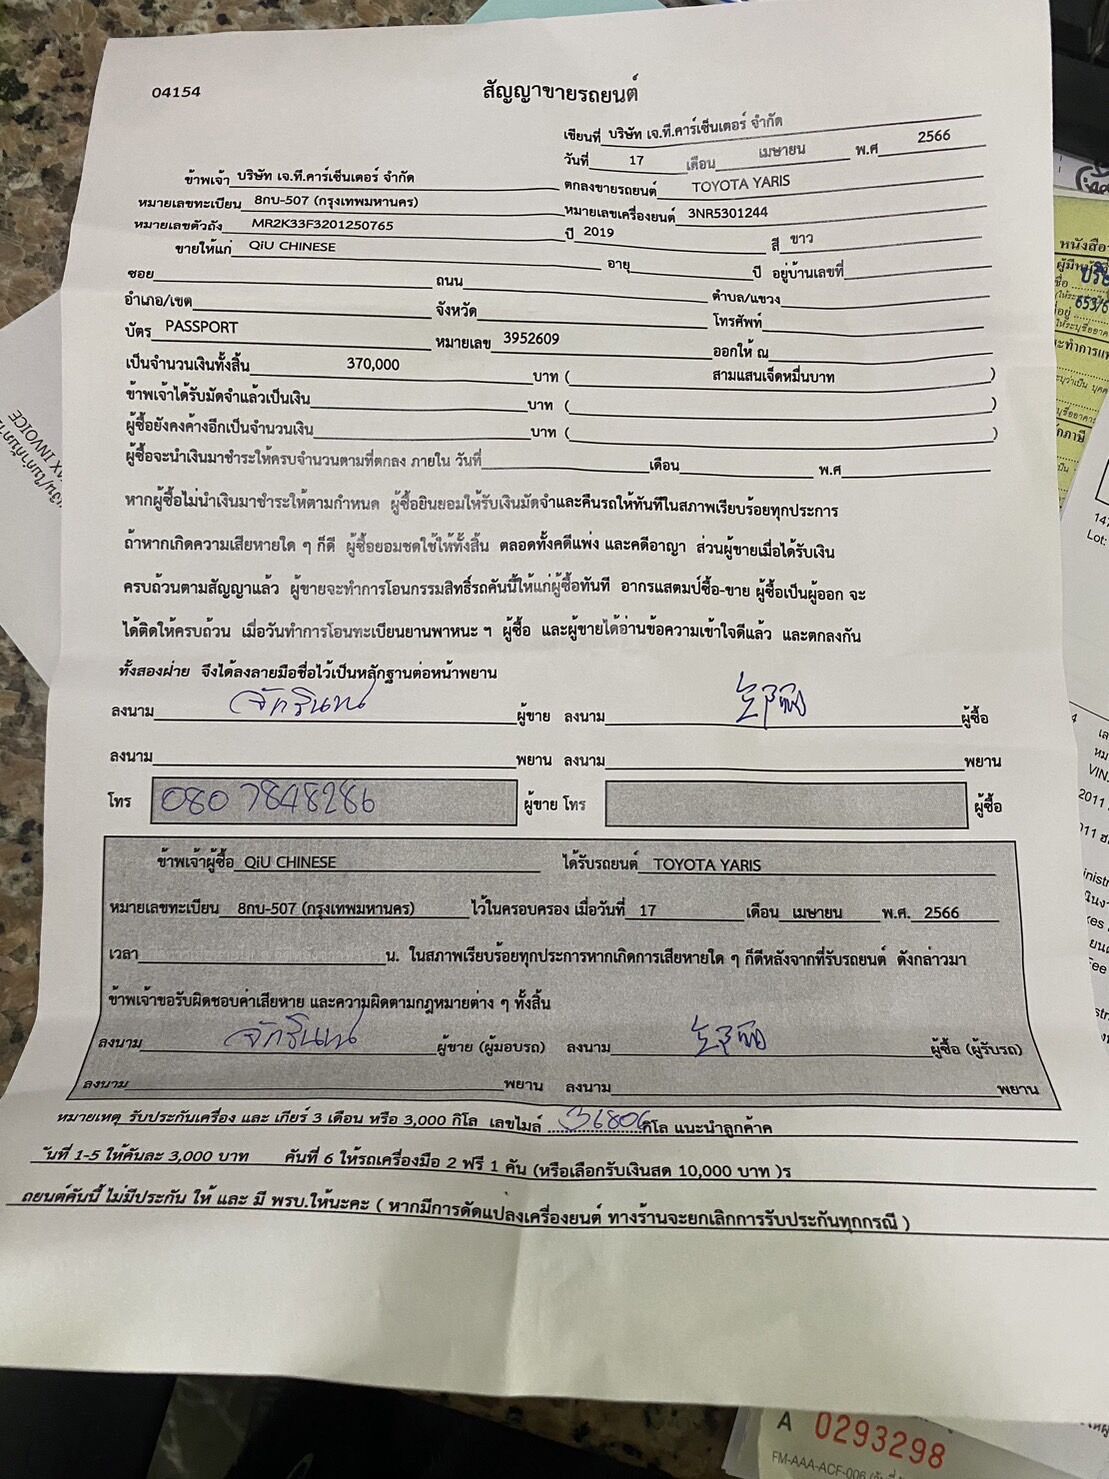 04154
สัญญาขายรถยนต์
เขียนที่ บริษัท เจ.ที.คาร์เซ็นเตอร์ จำกัด
วันที่ 17 เดือน เมษายน พ.ศ 2566
ข้าพเจ้า บริษัท เจ.ที.คาร์เซ็นเตอร์ จำกัด ตกลงขายรถยนต์ TOYOTA YARIS
หมายเลขทะเบียน 8กบ-507 (กรุงเทพมหานคร) หมายเลขเครื่องยนต์ 3NR5301244
หมายเลขตัวถัง MR2K33F3201250765 ปี 2019 สี ขาว
ขายให้แก่ QiU CHINESE อายุ ปี อยู่บ้านเลขที่
ซอย ถนน ตำบล/แขวง
อำเภอ/เขต จังหวัด โทรศัพท์
บัตร PASSPORT หมายเลข 3952609 ออกให้ ณ
เป็นจำนวนเงินทั้งสิ้น 370,000 บาท ( สามแสนเจ็ดหมื่นบาท )
ข้าพเจ้าได้รับมัดจำแล้วเป็นเงิน บาท ( )
ผู้ซื้อยังคงค้างอีกเป็นจำนวนเงิน บาท ( )
ผู้ซื้อจะนำเงินมาชำระให้ครบจำนวนตามที่ตกลง ภายใน วันที่ เดือน พ.ศ
หากผู้ซื้อไม่นำเงินมาชำระให้ตามกำหนด ผู้ซื้อยินยอมให้รับเงินมัดจำและคืนรถให้ทันทีในสภาพเรียบร้อยทุกประการ
ถ้าหากเกิดความเสียหายใด ๆ ก็ดี ผู้ซื้อยอมชดใช้ให้ทั้งสิ้น ตลอดทั้งคดีแพ่ง และคดีอาญา ส่วนผู้ขายเมื่อได้รับเงิน
ครบถ้วนตามสัญญาแล้ว ผู้ขายจะทำการโอนกรรมสิทธิ์รถคันนี้ให้แก่ผู้ซื้อทันที อากรแสตมป์ซื้อ-ขาย ผู้ซื้อเป็นผู้ออก จะ
ได้ติดให้ครบถ้วน เมื่อวันทำการโอนทะเบียนยานพาหนะ ฯ ผู้ซื้อ และผู้ขายได้อ่านข้อความเข้าใจดีแล้ว และตกลงกัน
ทั้งสองฝ่าย จึงได้ลงลายมือชื่อไว้เป็นหลักฐานต่อหน้าพยาน
ลงนาม จักรินทน์ ผู้ขาย ลงนาม ผู้ซื้อ
ลงนาม พยาน ลงนาม พยาน
โทร 080 7848286 ผู้ขาย โทร ผู้ซื้อ
ข้าพเจ้าผู้ซื้อ QiU CHINESE ได้รับรถยนต์ TOYOTA YARIS
หมายเลขทะเบียน 8กบ-507 (กรุงเทพมหานคร) ไว้ในครอบครอง เมื่อวันที่ 17 เดือน เมษายน พ.ศ. 2566
เวลา น. ในสภาพเรียบร้อยทุกประการหากเกิดการเสียหายใด ๆ ก็ดีหลังจากที่รับรถยนต์ ดังกล่าวมา
ข้าพเจ้าขอรับผิดชอบค่าเสียหาย และความผิดตามกฎหมายต่าง ๆ ทั้งสิ้น
ลงนาม จักรินทน์ ผู้ขาย (ผู้มอบรถ) ลงนาม ผู้ซื้อ (ผู้รับรถ)
ลงนาม พยาน ลงนาม พยาน
หมายเหตุ รับประกันเครื่อง และ เกียร์ 3 เดือน หรือ 3,000 กิโล เลขไมล์ 36806 กิโล แนะนำลูกค้าค
ันที่ 1-5 ให้คันละ 3,000 บาท คันที่ 6 ให้รถเครื่องมือ 2 ฟรี 1 คัน (หรือเลือกรับเงินสด 10,000 บาท )ร
ถยนต์คันนี้ ไม่มีประกัน ให้ และ มี พรบ.ให้นะคะ ( หากมีการดัดแปลงเครื่องยนต์ ทางร้านจะยกเลิกการรับประกันทุกกรณี )
A 0293298
FM-AAA-ACF-006
INVOICE
653/6
Lot:
VIN
2011